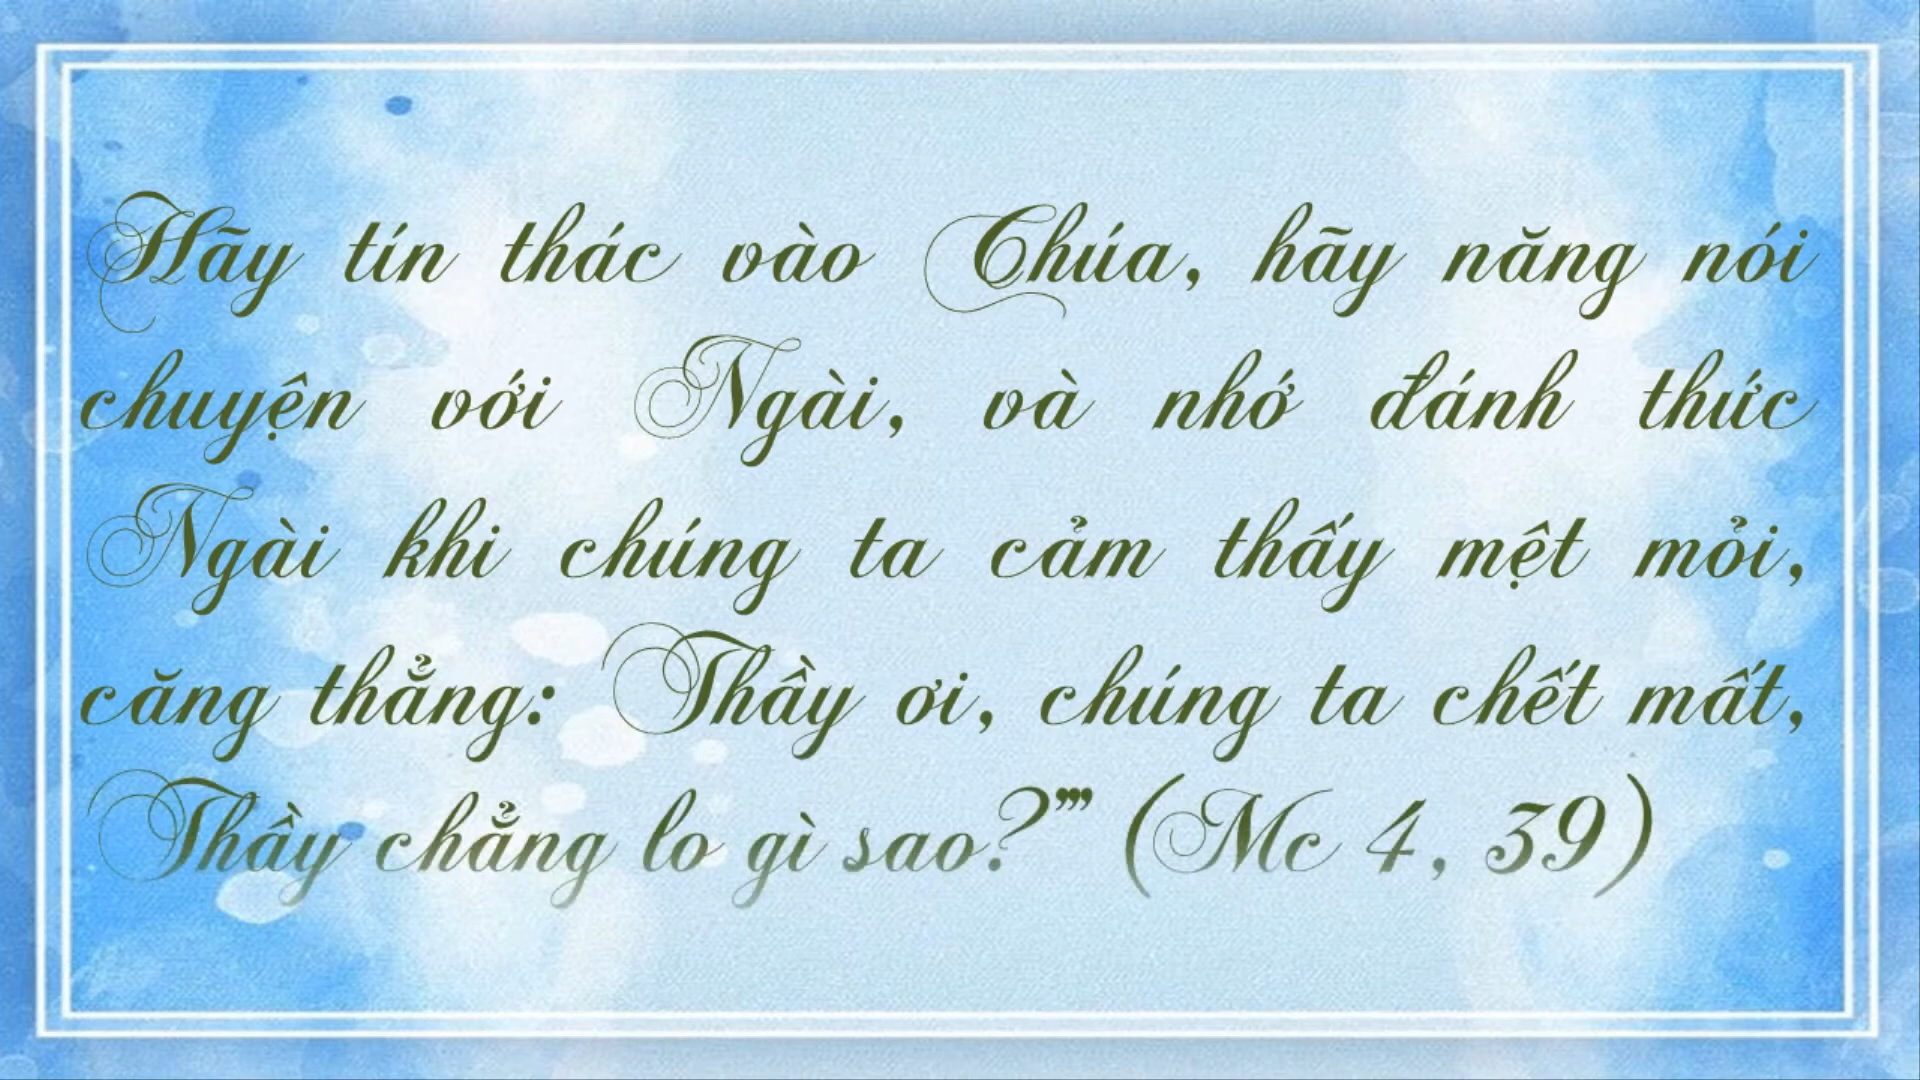 Hãy tín thác vào Chúa, hãy năng nói
chuyện với Ngài, và nhớ đánh thức
Ngài khi chúng ta cảm thấy mệt mỏi,
căng thẳng: Thầy ơi, chúng ta chết mất,
Thầy chẳng lo gì sao?”’ (Mc 4, 39)